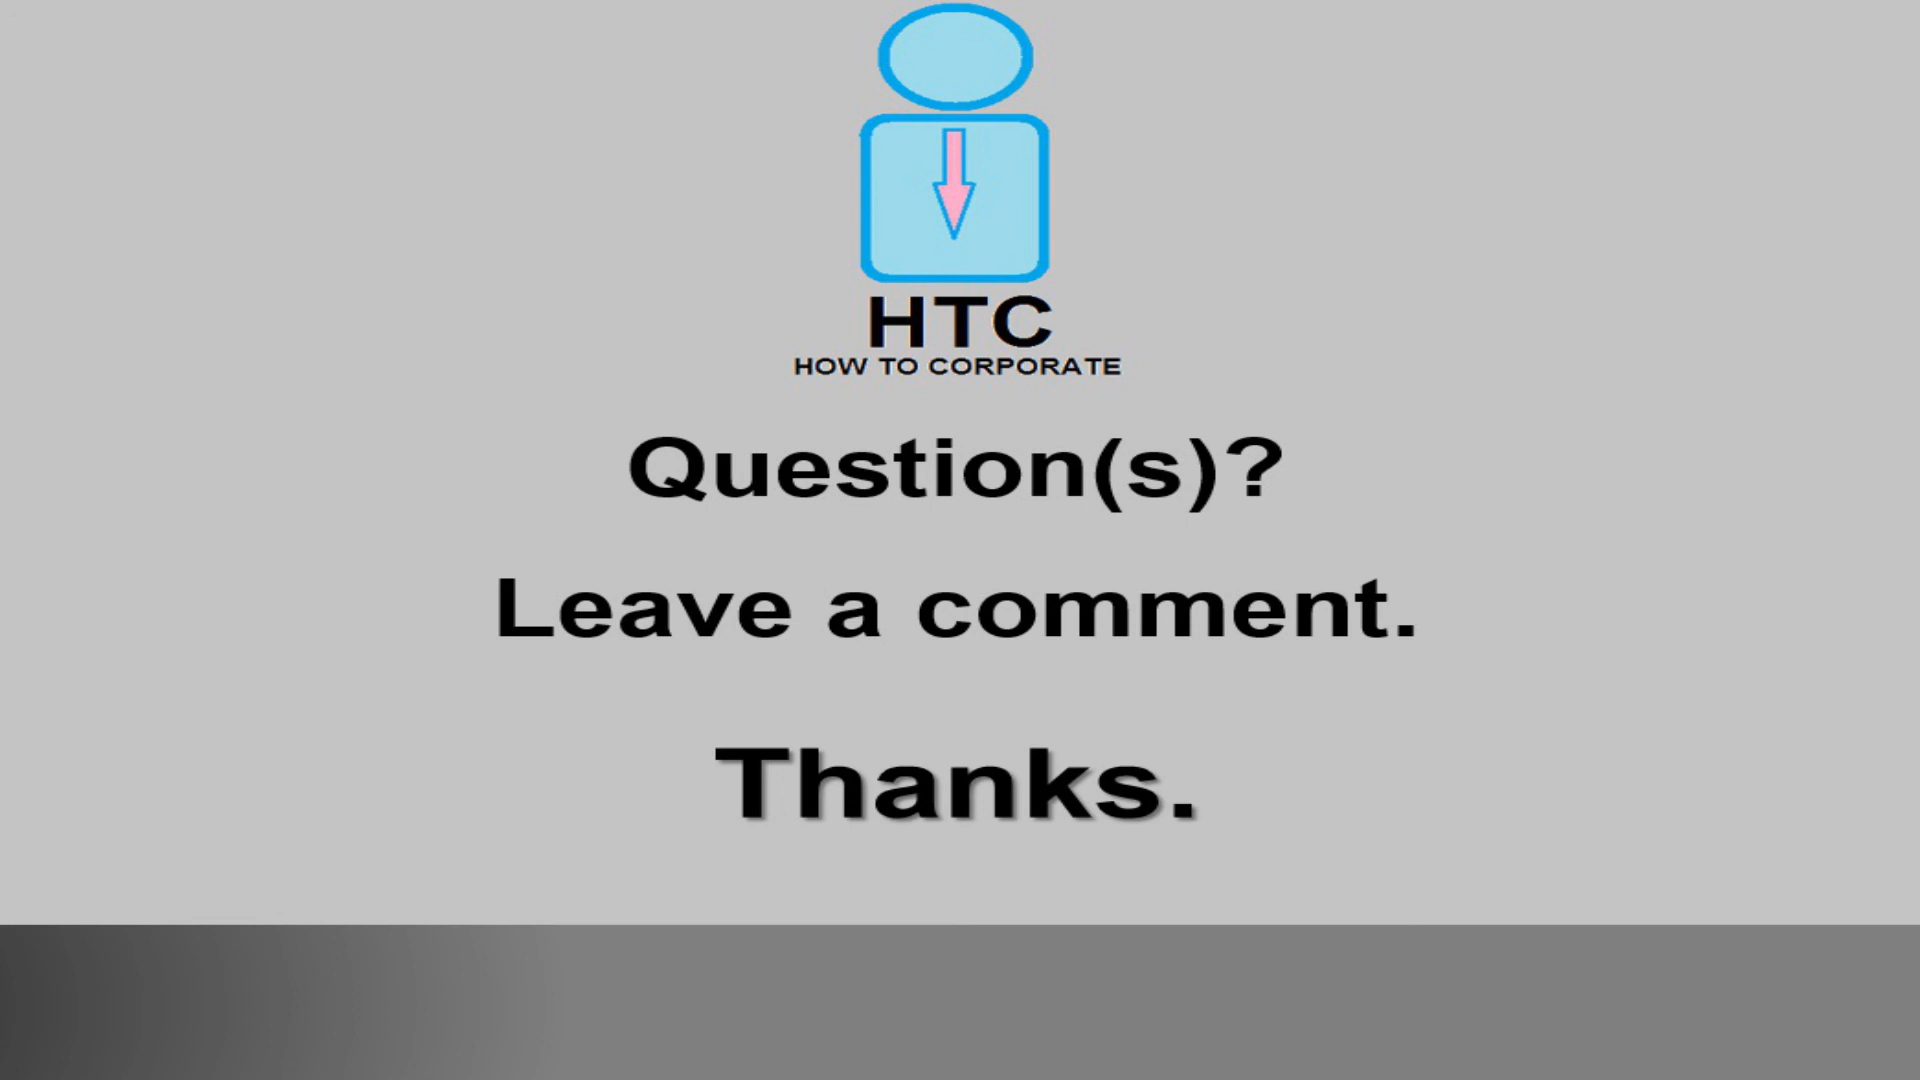 HTC
HOW TO CORPORATE
Question(s)?
Leave a comment.
Thanks.